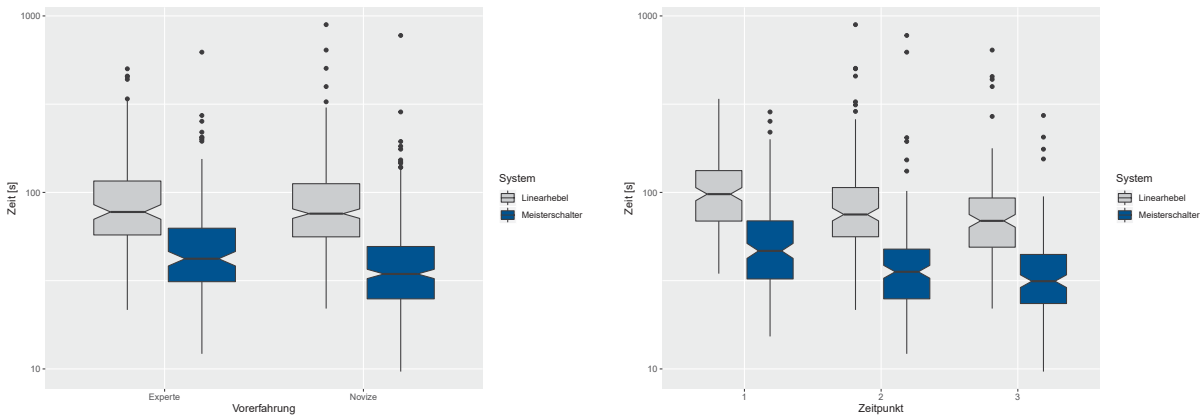 1000
100
10
Zeit [s]
Experte
Novize
Vorerfahrung
System
Linearhebel
Meisterschalter
1000
100
10
Zeit [s]
1
2
3
Zeitpunkt
System
Linearhebel
Meisterschalter